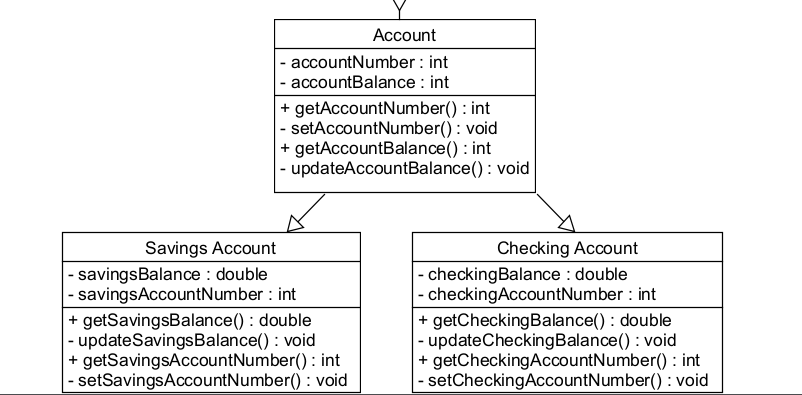 Account
- accountNumber : int
- accountBalance : int
+ getAccountNumber() : int
- setAccountNumber() : void
+ getAccountBalance() : int
- updateAccountBalance() : void
Savings Account
- savingsBalance : double
- savingsAccountNumber : int
+ getSavingsBalance() : double
- updateSavingsBalance() : void
+ getSavingsAccountNumber() : int
- setSavingsAccountNumber() : void
Checking Account
- checkingBalance : double
- checkingAccountNumber : int
+ getCheckingBalance() : double
- updateCheckingBalance() : void
+ getCheckingAccountNumber() : int
- setCheckingAccountNumber() : void